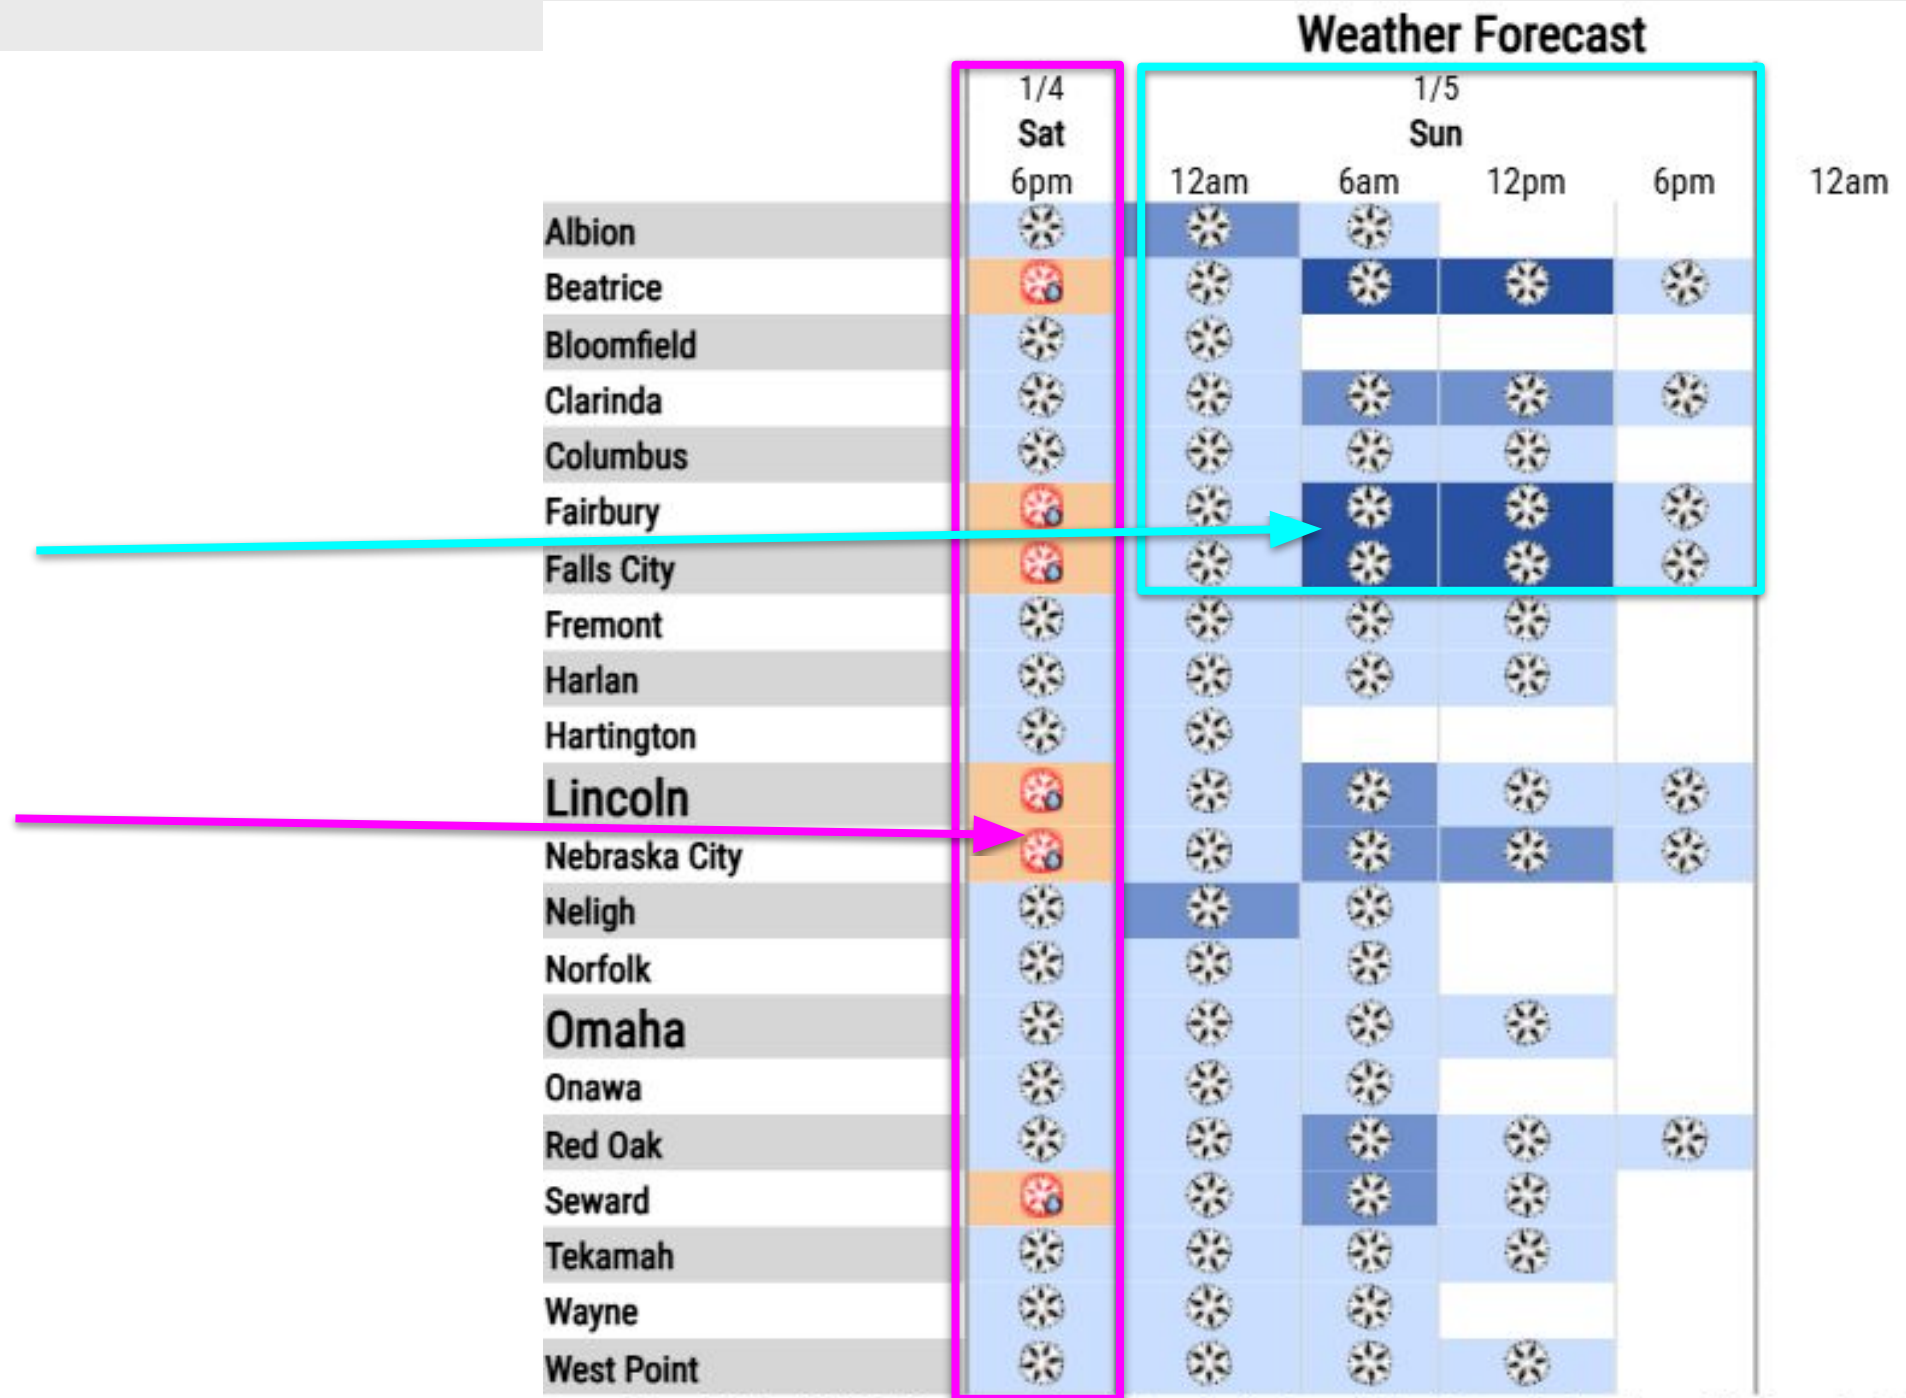 Weather Forecast
1/4 1/5
Sat Sun
6pm 12am 6am 12pm 6pm 12am
Albion
Beatrice
Bloomfield
Clarinda
Columbus
Fairbury
Falls City
Fremont
Harlan
Hartington
Lincoln
Nebraska City
Neligh
Norfolk
Omaha
Onawa
Red Oak
Seward
Tekamah
Wayne
West Point